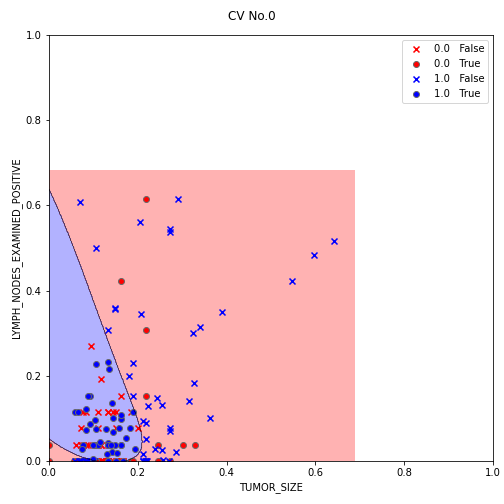 CV No.0
1.0
0.8
0.6
0.4
0.2
0.0
0.0
0.2
0.4
0.6
0.8
1.0
LYMPH_NODES_EXAMINED_POSITIVE
TUMOR_SIZE
0.0   False
0.0   True
1.0   False
1.0   True